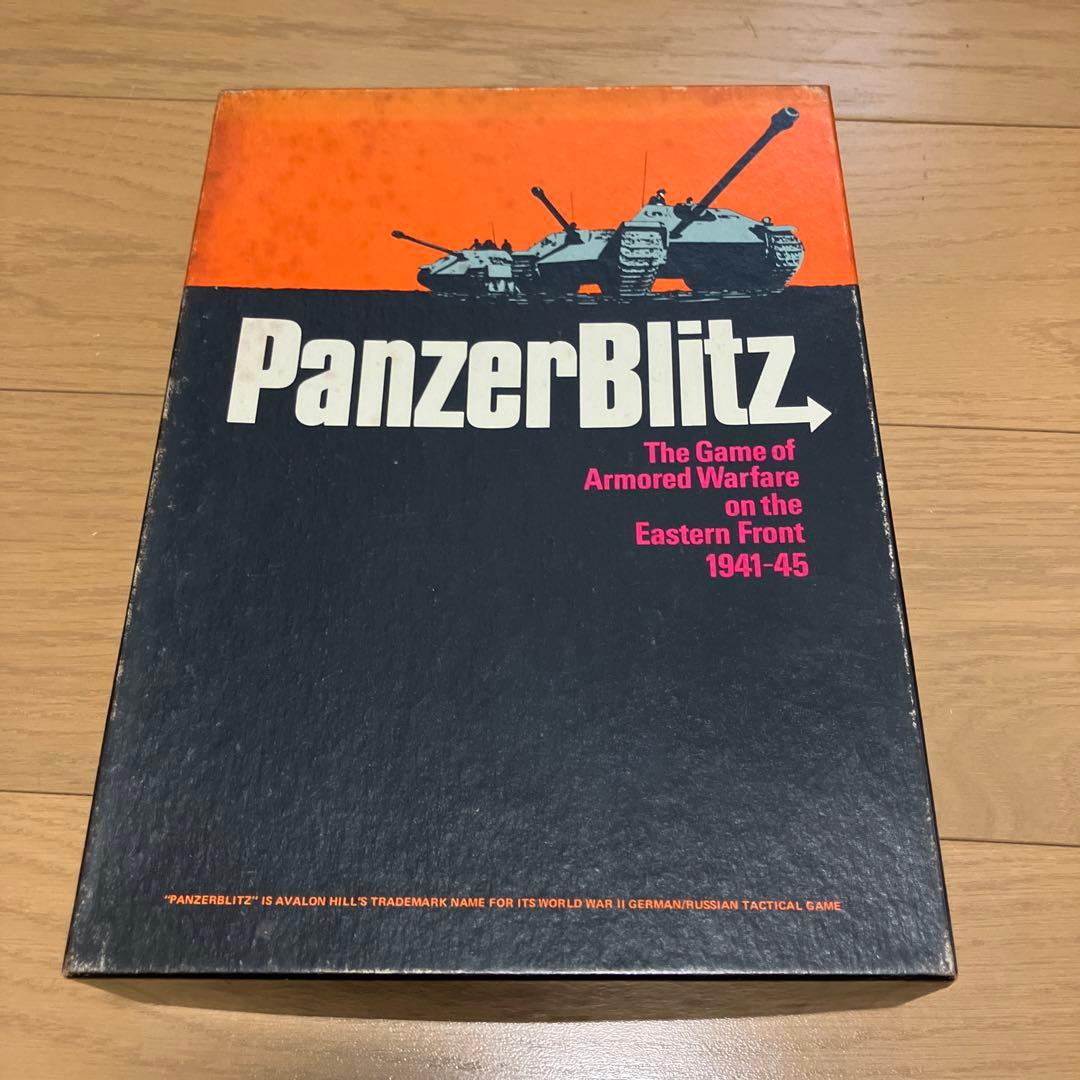 PanzerBlitz
The Game of
Armored Warfare
on the
Eastern Front
1941-45
"PANZERBLITZ" IS AVALON HILL'S TRADEMARK NAME FOR ITS WORLD WAR II GERMAN/RUSSIAN TACTICAL GAME